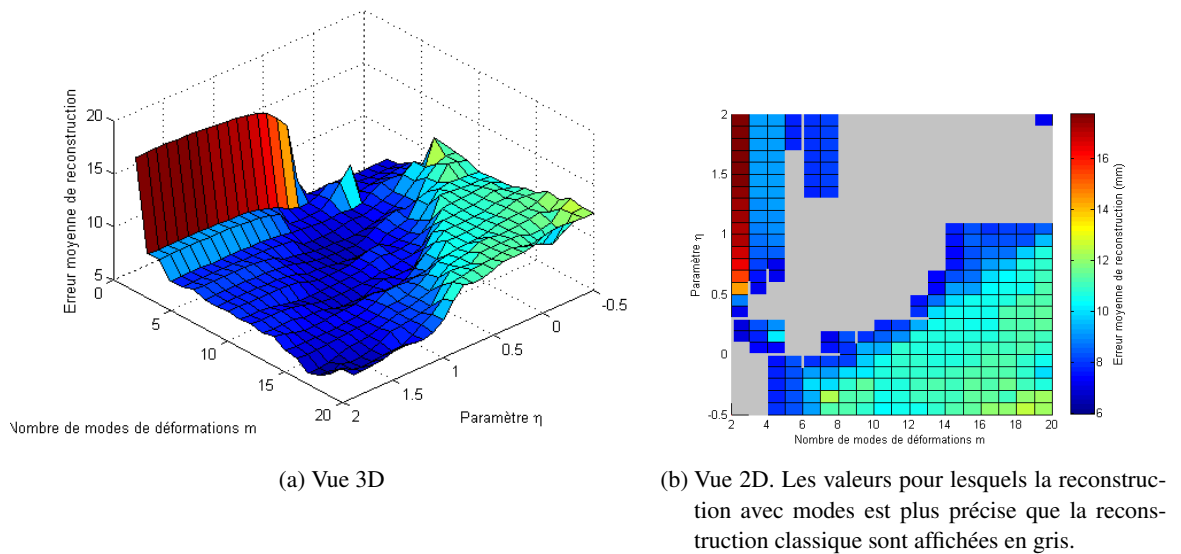 20
15
10
5
Erreur moyenne de reconstruction
0
5
10
15
20
Nombre de modes de déformations m
2
1.5
1
0.5
0
-0.5
Paramètre η
(a) Vue 3D
2
1.5
1
0.5
0
-0.5
Paramètre η
2 4 6 8 10 12 14 16 18 20
Nombre de modes de déformations m
16
14
12
10
8
6
Erreur moyenne de reconstruction (mm)
(b) Vue 2D. Les valeurs pour lesquels la reconstruc-
tion avec modes est plus précise que la recons-
truction classique sont affichées en gris.